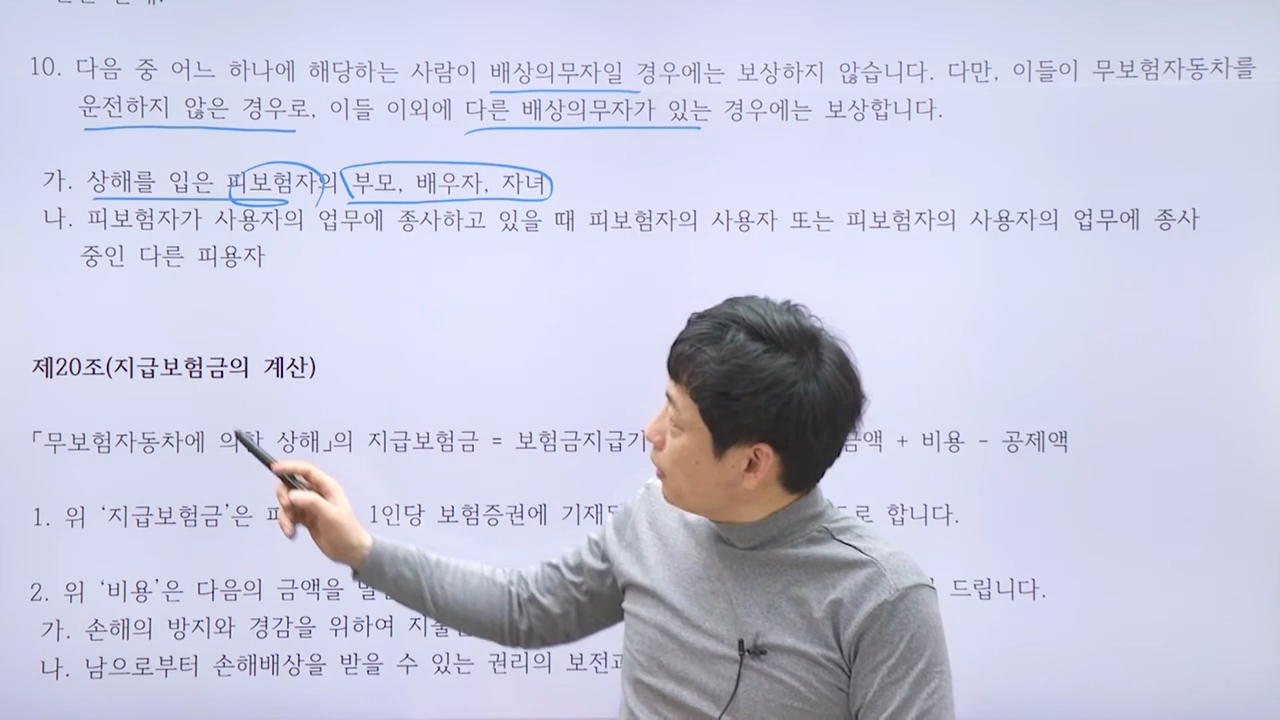 10. 다음 중 어느 하나에 해당하는 사람이 배상의무자일 경우에는 보상하지 않습니다. 다만, 이들이 무보험자동차를
운전하지 않은 경우로, 이들 이외에 다른 배상의무자가 있는 경우에는 보상합니다.
가. 상해를 입은 피보험자의 부모, 배우자, 자녀
나. 피보험자가 사용자의 업무에 종사하고 있을 때 피보험자의 사용자 또는 피보험자의 사용자의 업무에 종사
중인 다른 피용자
제20조(지급보험금의 계산)
「무보험자동차에 의한 상해」의 지급보험금 = 보험금지급기 금액 + 비용 - 공제액
1. 위 '지급보험금'은 1인당 보험증권에 기재 로 합니다.
2. 위 '비용'은 다음의 금액을 드립니다.
가. 손해의 방지와 경감을 위하여
나. 남으로부터 손해배상을 받을 수 있는 권리의